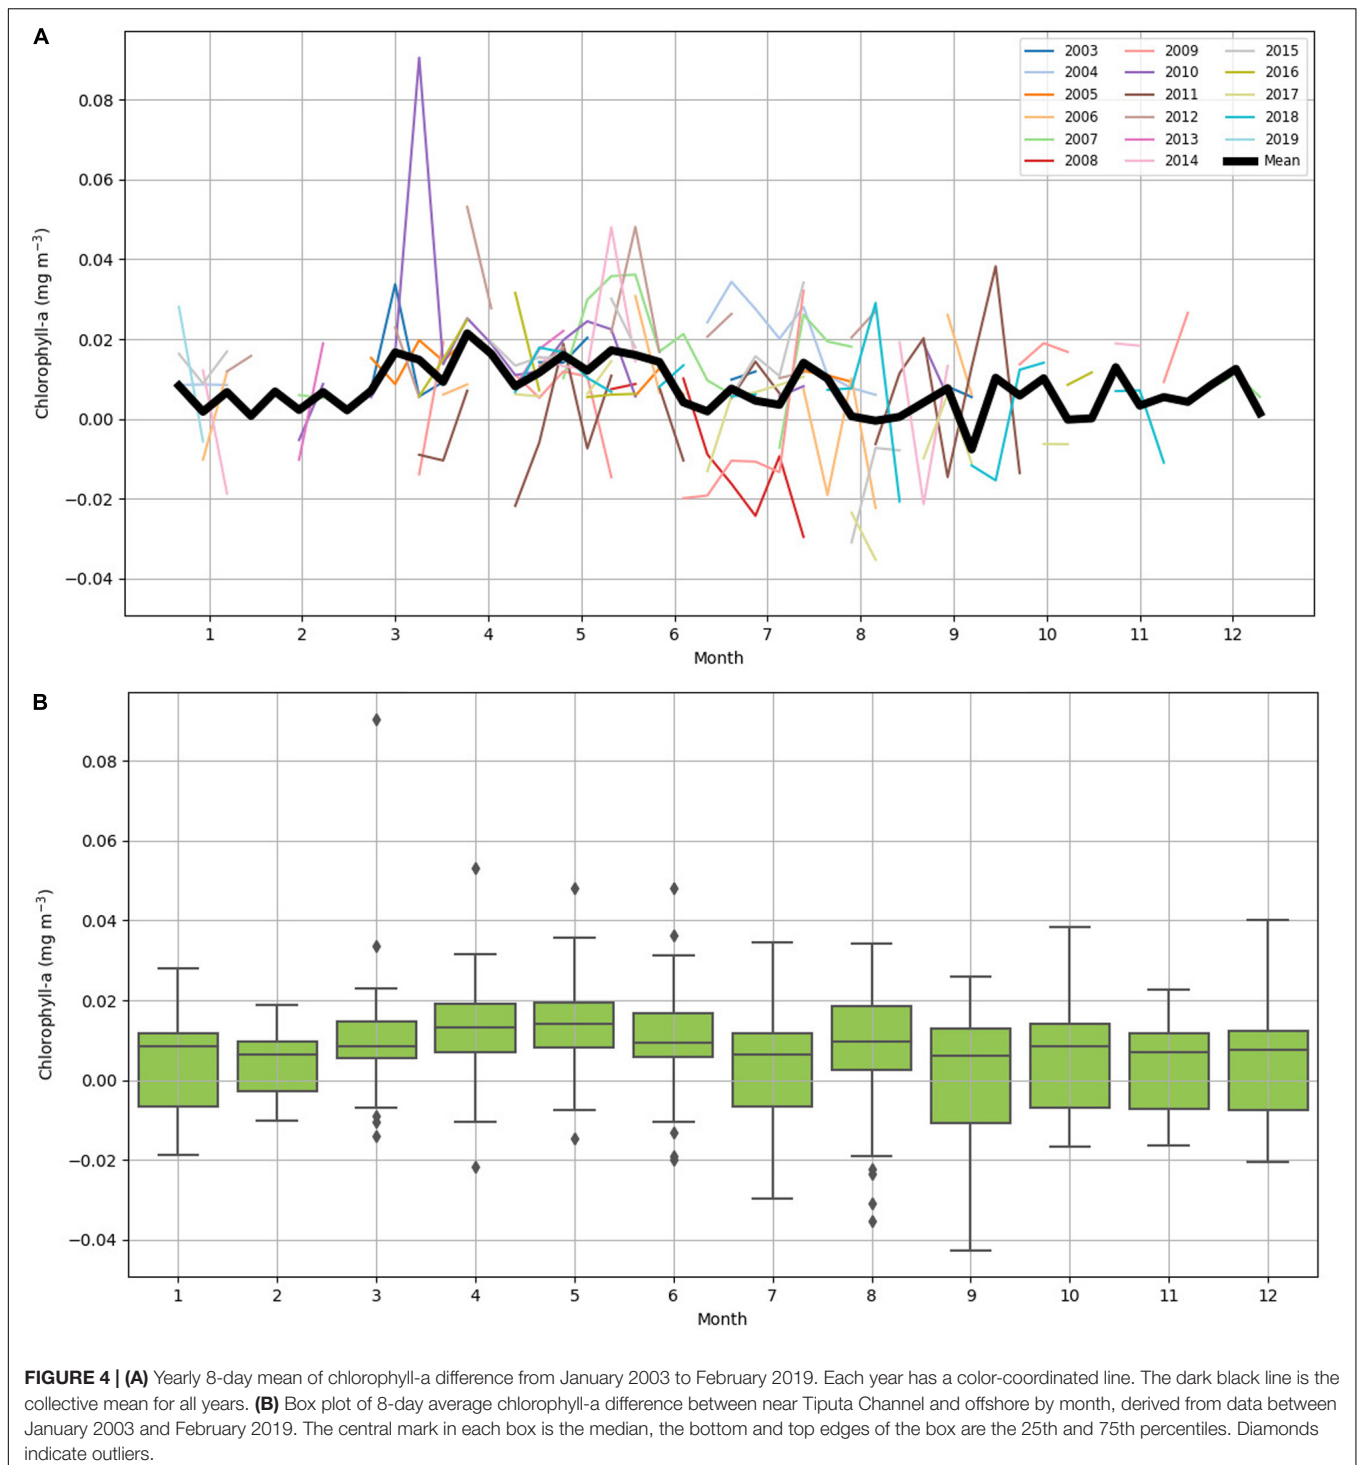 A
2003 2009 2015
2004 2010 2016
2005 2011 2017
2006 2012 2018
2007 2013 2019
2008 2014 Mean
Chlorophyll-a (mg m⁻³)
0.08
0.06
0.04
0.02
0.00
−0.02
−0.04
1 2 3 4 5 6 7 8 9 10 11 12
Month
B
Chlorophyll-a (mg m⁻³)
0.08
0.06
0.04
0.02
0.00
−0.02
−0.04
1 2 3 4 5 6 7 8 9 10 11 12
Month
FIGURE 4 | (A) Yearly 8-day mean of chlorophyll-a difference from January 2003 to February 2019. Each year has a color-coordinated line. The dark black line is the
collective mean for all years. (B) Box plot of 8-day average chlorophyll-a difference between near Tiputa Channel and offshore by month, derived from data between
January 2003 and February 2019. The central mark in each box is the median, the bottom and top edges of the box are the 25th and 75th percentiles. Diamonds
indicate outliers.